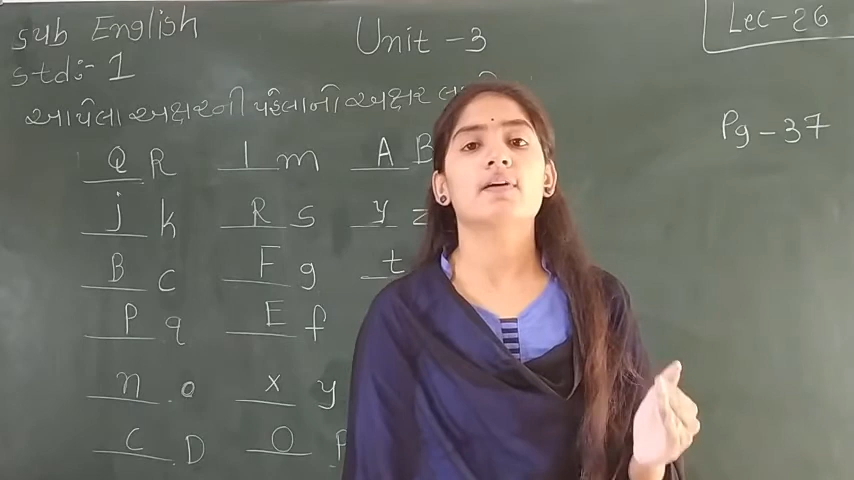 Sub English
Unit - 3
Lec - 26
std:- 1
આપેલા અક્ષરની પહેલાનો અક્ષર
Pg - 37
Q R
l m
A B
j k
R s
y z
B c
F g
t
P q
E f
n o
x y
C D
O P